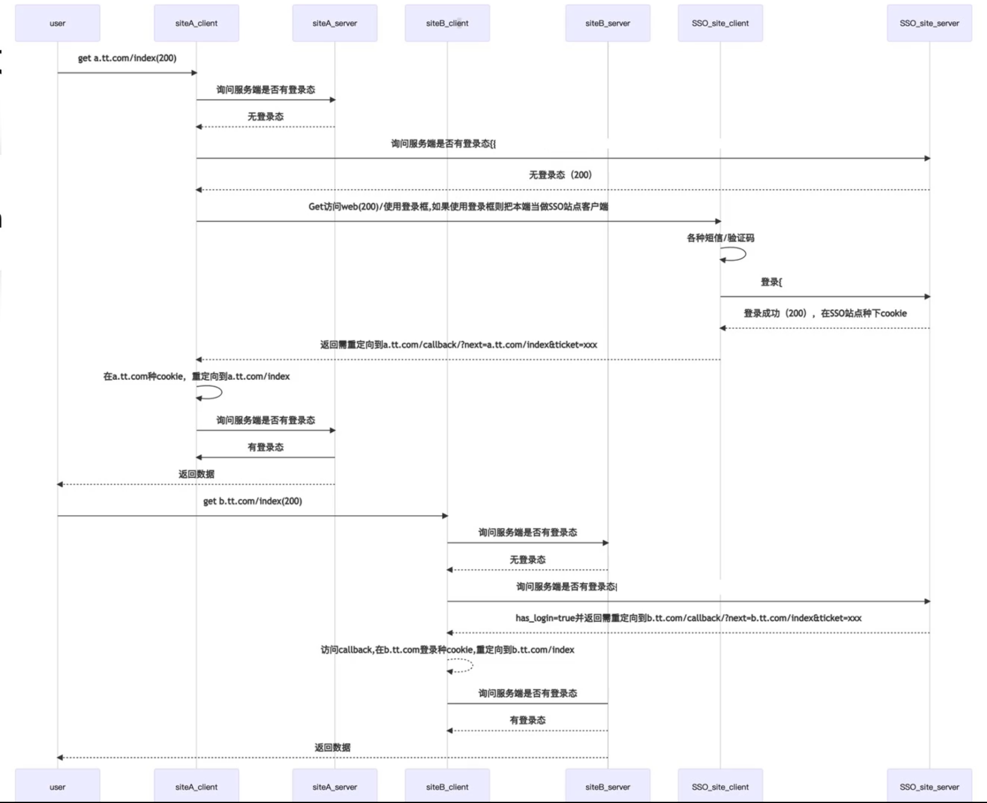 user siteA_client siteA_server siteB_client siteB_server SSO_site_client SSO_site_server
get a.tt.com/index(200)
询问服务端是否有登录态
无登录态
询问服务端是否有登录态{{
无登录态（200）
Get访问web(200)/使用登录框,如果使用登录框则把本端当做SSO站点客户端
各种短信/验证码
登录{
登录成功（200），在SSO站点种下cookie
返回需重定向到a.tt.com/callback/?next=a.tt.com/index&ticket=xxx
在a.tt.com种cookie，重定向到a.tt.com/index
询问服务端是否有登录态
有登录态
返回数据
get b.tt.com/index(200)
询问服务端是否有登录态
无登录态
询问服务端是否有登录态|
has_login=true并返回需重定向到b.tt.com/callback/?next=b.tt.com/index&ticket=xxx
访问callback,在b.tt.com登录种cookie,重定向到b.tt.com/index
询问服务端是否有登录态
有登录态
返回数据
user siteA_client siteA_server siteB_client siteB_server SSO_site_client SSO_site_server